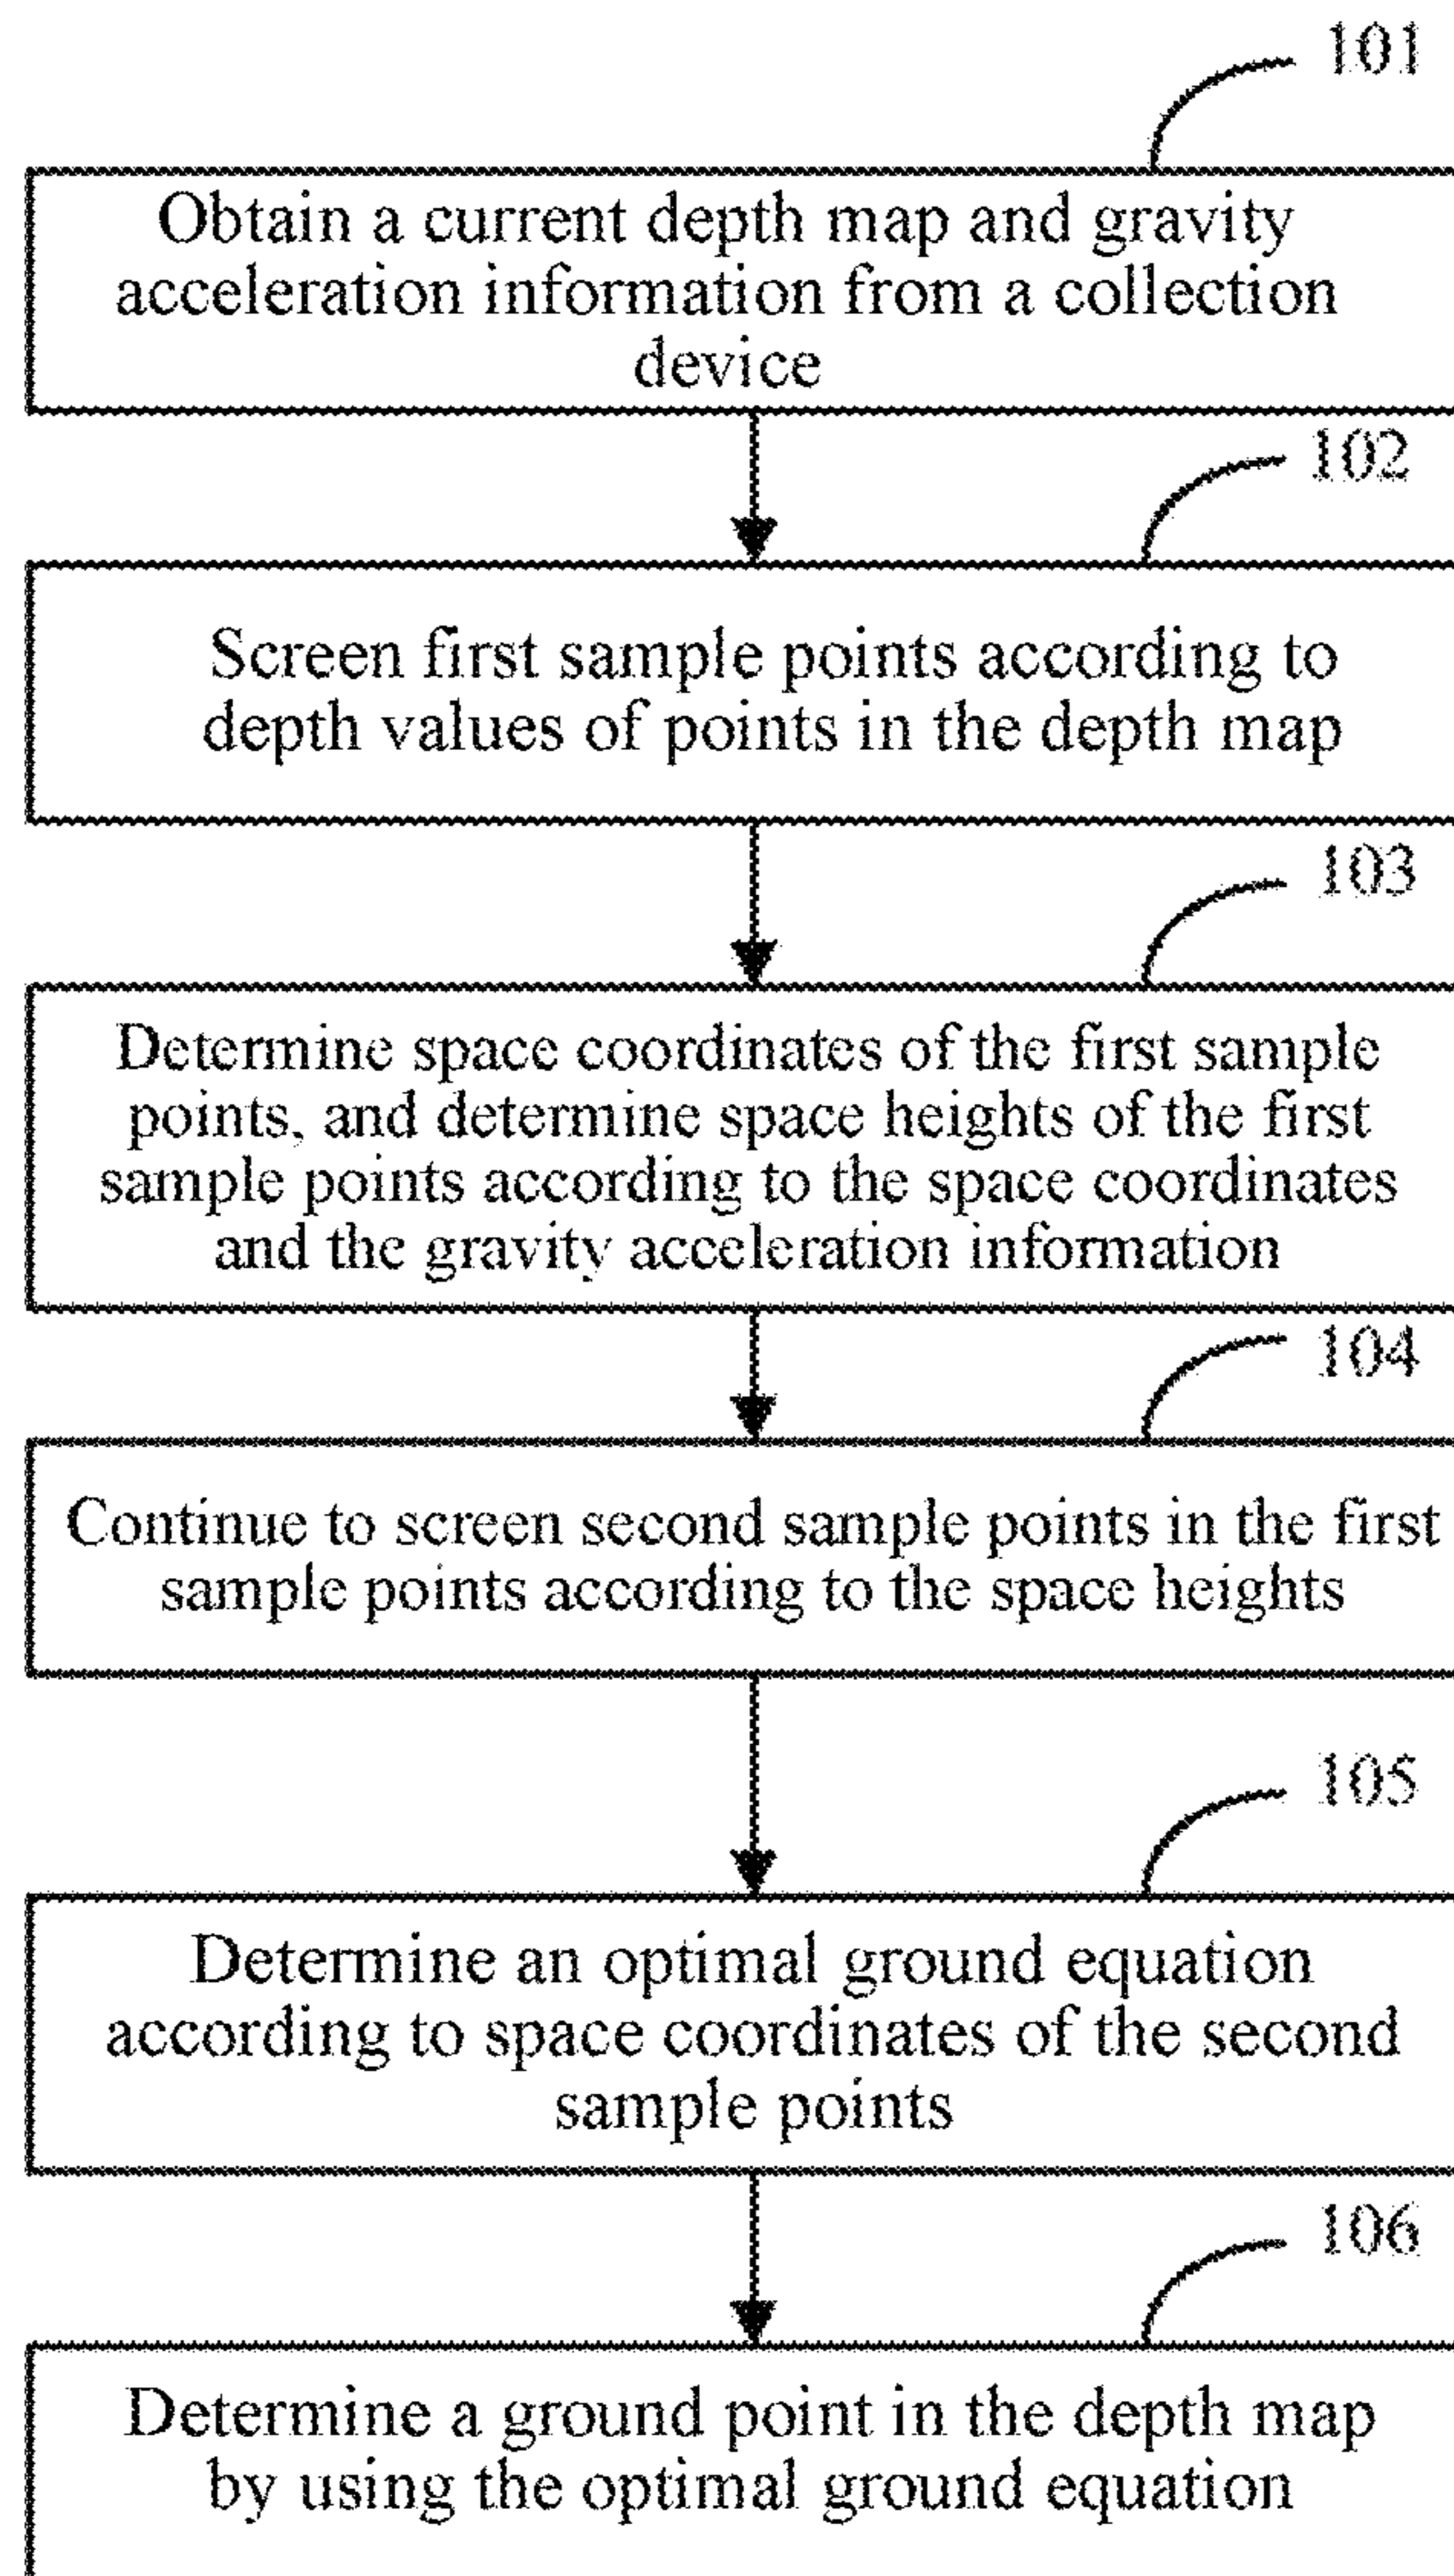 101
Obtain a current depth map and gravity
acceleration information from a collection
device
102
Screen first sample points according to
depth values of points in the depth map
103
Determine space coordinates of the first sample
points, and determine space heights of the first
sample points according to the space coordinates
and the gravity acceleration information
104
Continue to screen second sample points in the first
sample points according to the space heights
105
Determine an optimal ground equation
according to space coordinates of the second
sample points
106
Determine a ground point in the depth map
by using the optimal ground equation